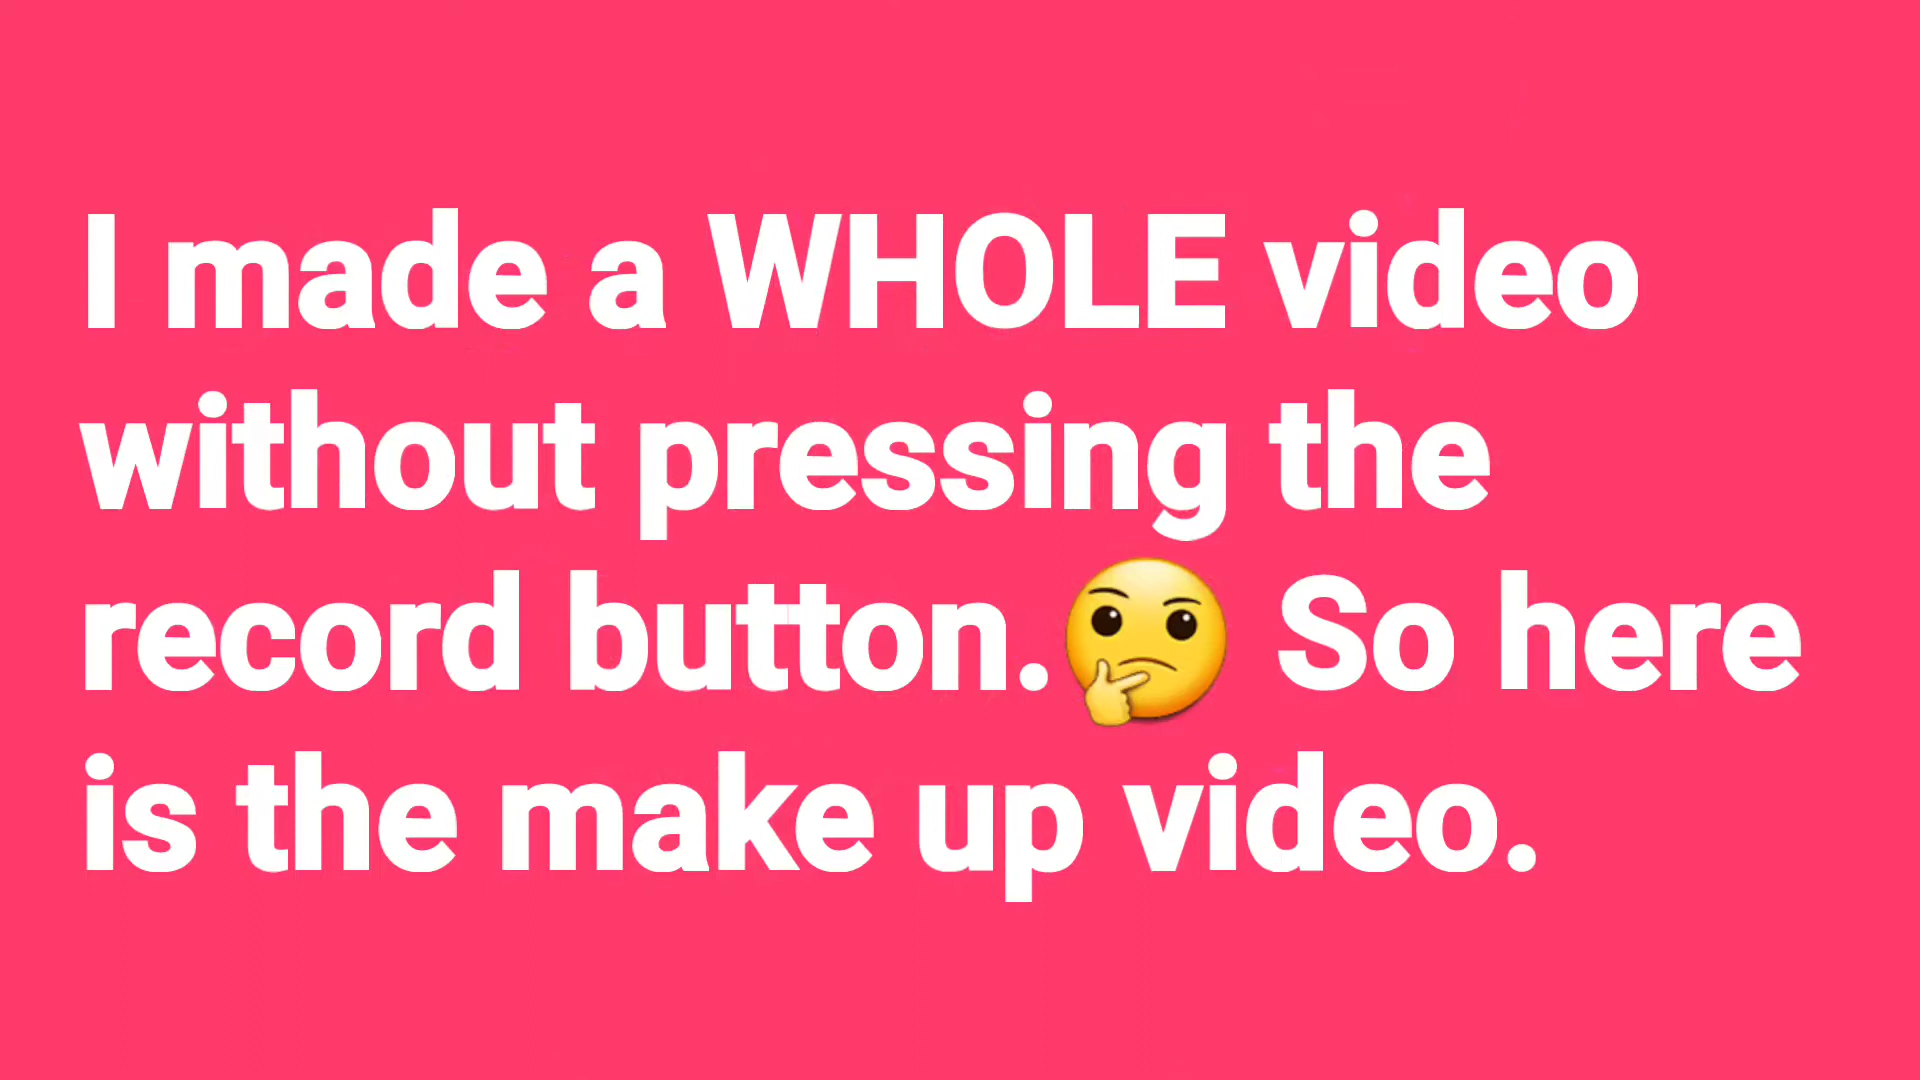 I made a WHOLE video
without pressing the
record button.🤔 So here
is the make up video.